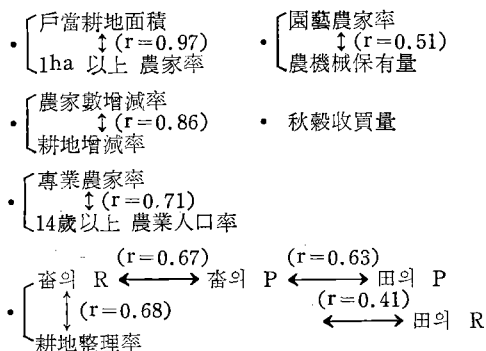 • 戶當耕地面積
↕ (r=0.97)
1ha 以上 農家率
• 園藝農家率
↕ (r=0.51)
農機械保有量
• 農家數增減率
↕ (r=0.86)
耕地增減率
• 秋穀收買量
• 專業農家率
↕ (r=0.71)
14歲以上 農業人口率
(r=0.67) (r=0.63)
• 畓의 R ⟷ 畓의 P ⟷ 田의 P
↕ (r=0.68) (r=0.41)
⟷ 田의 R
耕地整理率